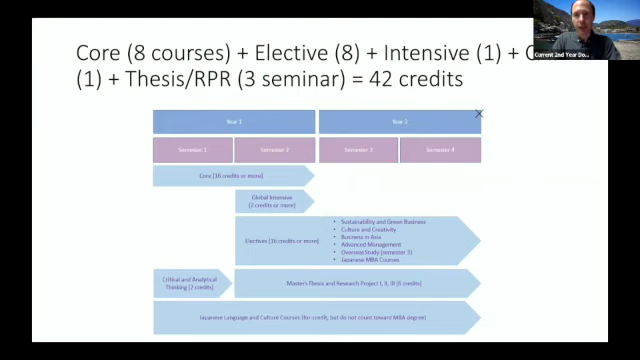 Core (8 courses) + Elective (8) + Intensive (1) +
(1) + Thesis/RPR (3 seminar) = 42 credits
Current 2nd Year Do...
Year 1
Year 2
Semester 1
Semester 2
Semester 3
Semester 4
Core [16 credits or more]
Global Intensive
[2 credits or more]
Electives [16 credits or more]
• Sustainability and Green Business
• Culture and Creativity
• Business in Asia
• Advanced Management
• Overseas Study (semester 3)
• Japanese MBA Courses
Critical and Analytical
Thinking [2 credits]
Master's Thesis and Research Project I, II, III [6 credits]
Japanese Language and Culture Courses (for credit, but do not count toward MBA degree)